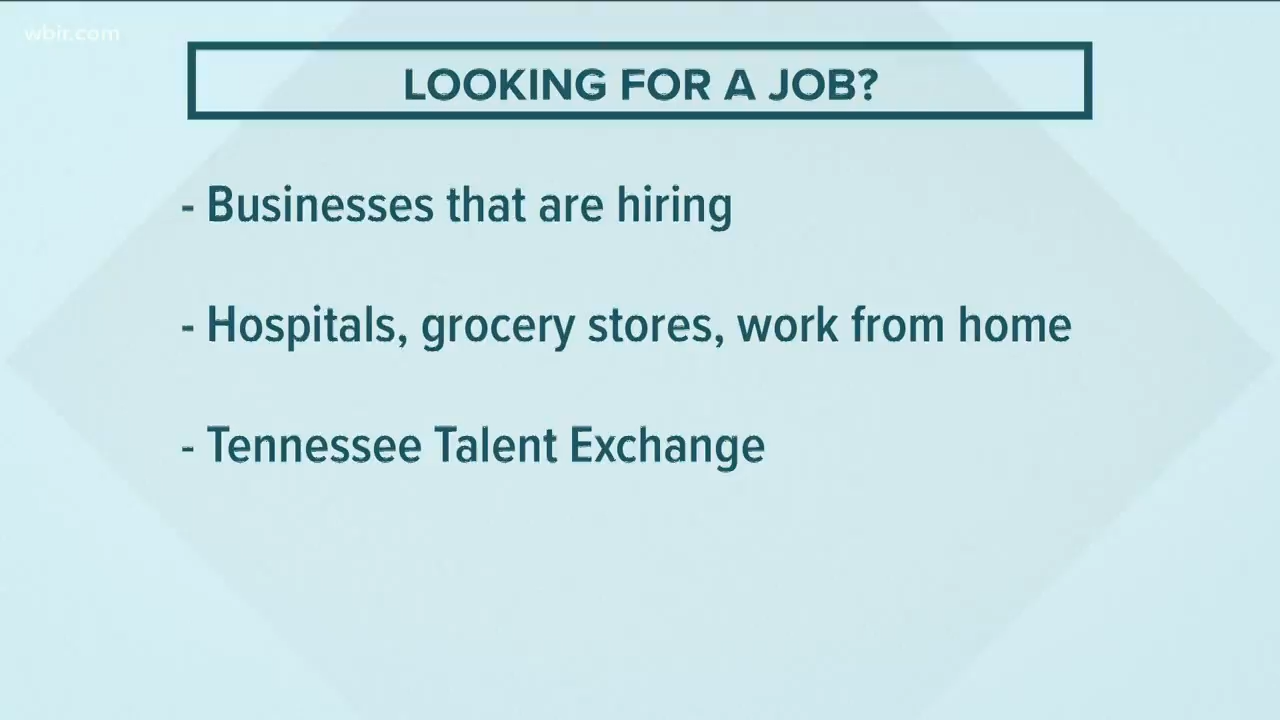 wbir.com
LOOKING FOR A JOB?
- Businesses that are hiring
- Hospitals, grocery stores, work from home
- Tennessee Talent Exchange